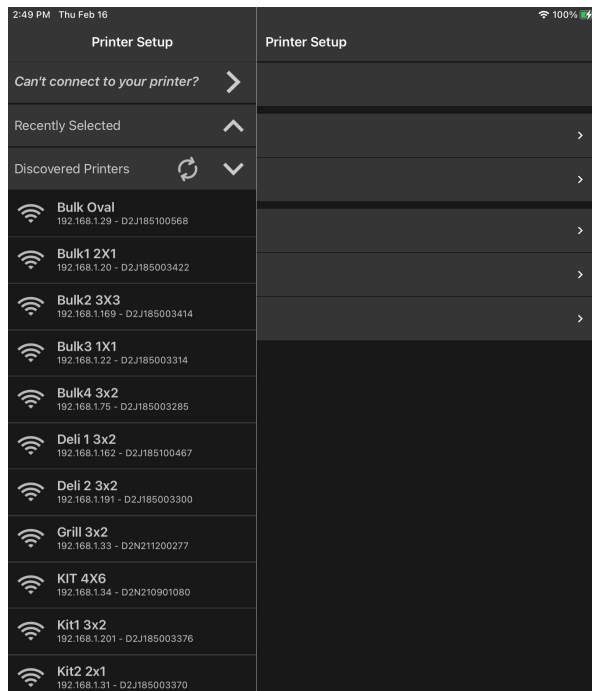 2:49 PM Thu Feb 16
100%
Printer Setup
Printer Setup
Can't connect to your printer?
Recently Selected
Discovered Printers
Bulk Oval
192.168.1.29 - D2J185100568
Bulk1 2X1
192.168.1.20 - D2J185003422
Bulk2 3X3
192.168.1.169 - D2J185003414
Bulk3 1X1
192.168.1.22 - D2J185003314
Bulk4 3x2
192.168.1.75 - D2J185003285
Deli 1 3x2
192.168.1.162 - D2J185100467
Deli 2 3x2
192.168.1.191 - D2J185003300
Grill 3x2
192.168.1.33 - D2N211200277
KIT 4X6
192.168.1.34 - D2N210901080
Kit1 3x2
192.168.1.201 - D2J185003376
Kit2 2x1
192.168.1.31 - D2J185003370